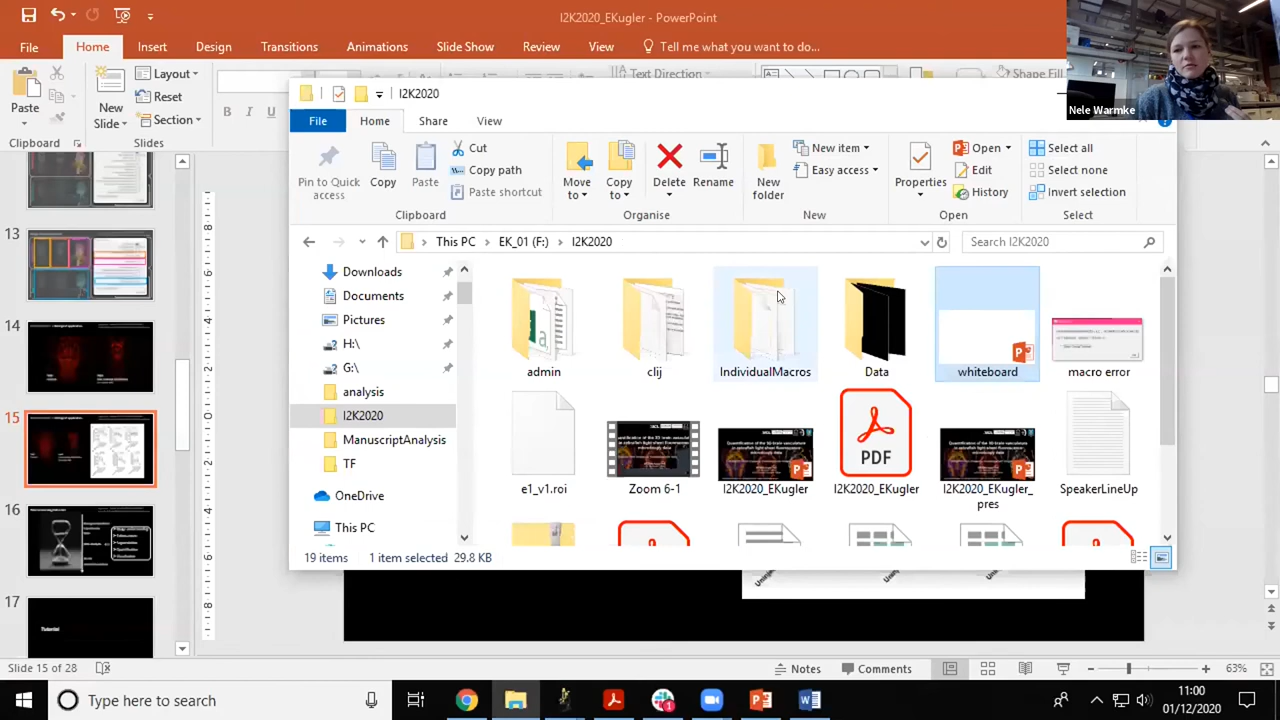 I2K2020_EKugler - PowerPoint
File
Home
Insert
Design
Transitions
Animations
Slide Show
Review
View
Tell me what you want to do...
Paste
New
Slide
Layout
Reset
Section
B
I
Clipboard
Slides
Text Direction
Shape Fill
Nele Warmke
I2K2020
File
Home
Share
View
Pin to Quick
access
Copy
Paste
Cut
Copy path
Paste shortcut
Move
to
Copy
to
Delete
Rename
New
folder
New item
Easy access
Properties
Open
Edit
History
Select all
Select none
Invert selection
Clipboard
Organise
New
Open
Select
This PC
EK_01 (F:)
I2K2020
Search I2K2020
Downloads
Documents
Pictures
H:\
G:\
analysis
I2K2020
ManuscriptAnalysis
TF
OneDrive
This PC
admin
clij
IndividualMacros
Data
whiteboard
macro error
e1_v1.roi
Zoom 6-1
I2K2020_EKugler
PDF
I2K2020_EKugler
I2K2020_EKugler_
pres
SpeakerLineUp
19 items
1 item selected
29.8 KB
13
14
15
16
17
Tutorial
Slide 15 of 28
Notes
Comments
63%
Type here to search
11:00
01/12/2020